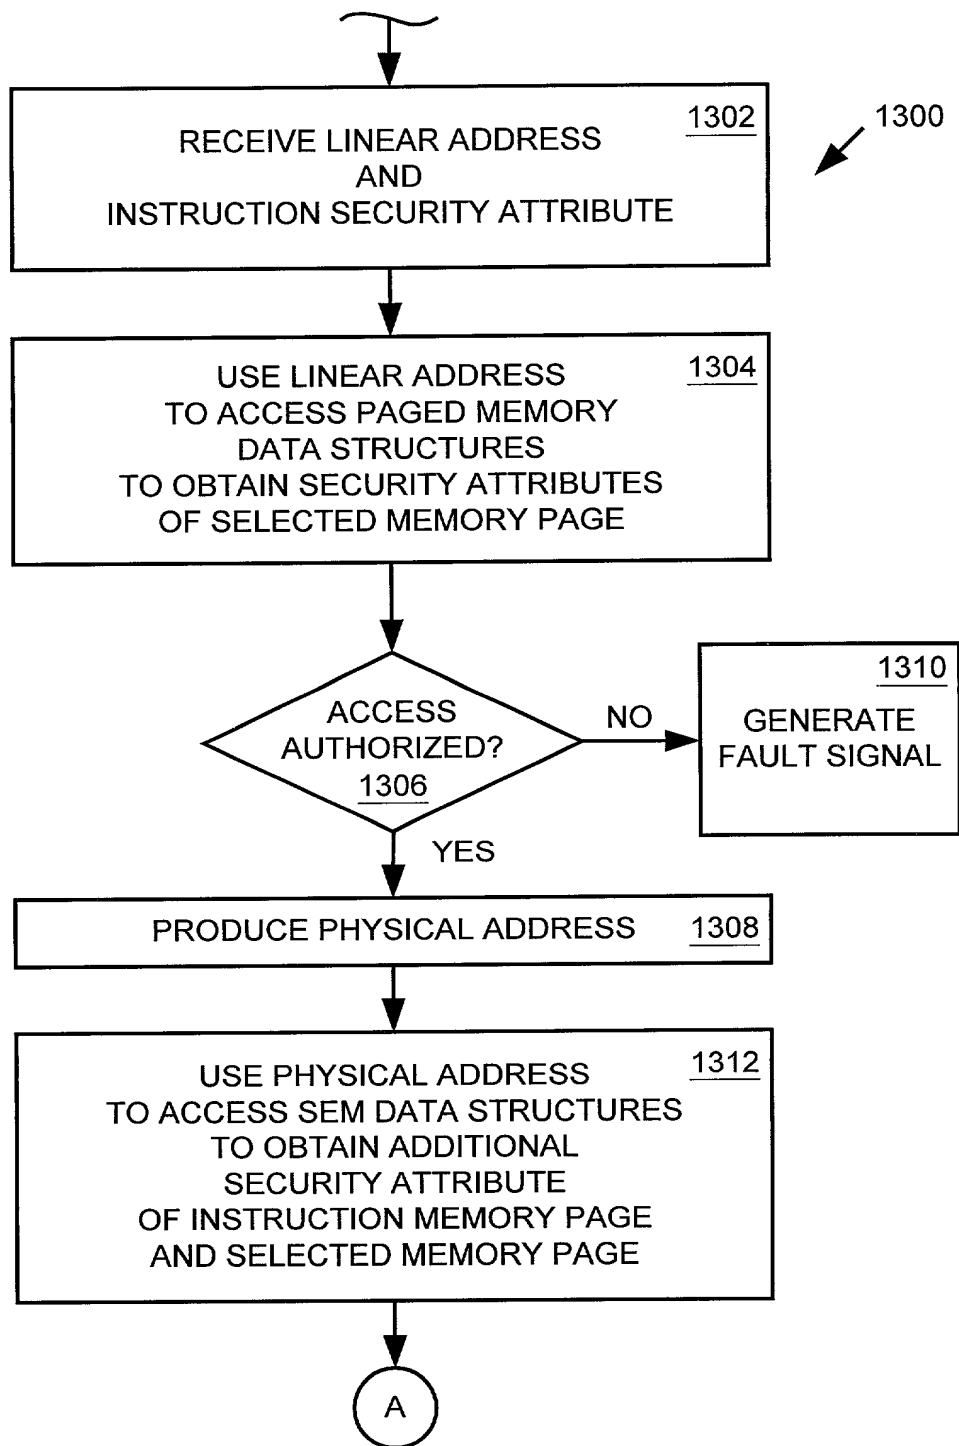 1302
RECEIVE LINEAR ADDRESS
AND
INSTRUCTION SECURITY ATTRIBUTE
1300
1304
USE LINEAR ADDRESS
TO ACCESS PAGED MEMORY
DATA STRUCTURES
TO OBTAIN SECURITY ATTRIBUTES
OF SELECTED MEMORY PAGE
ACCESS
AUTHORIZED?
1306
NO
1310
GENERATE
FAULT SIGNAL
YES
PRODUCE PHYSICAL ADDRESS 1308
1312
USE PHYSICAL ADDRESS
TO ACCESS SEM DATA STRUCTURES
TO OBTAIN ADDITIONAL
SECURITY ATTRIBUTE
OF INSTRUCTION MEMORY PAGE
AND SELECTED MEMORY PAGE
A